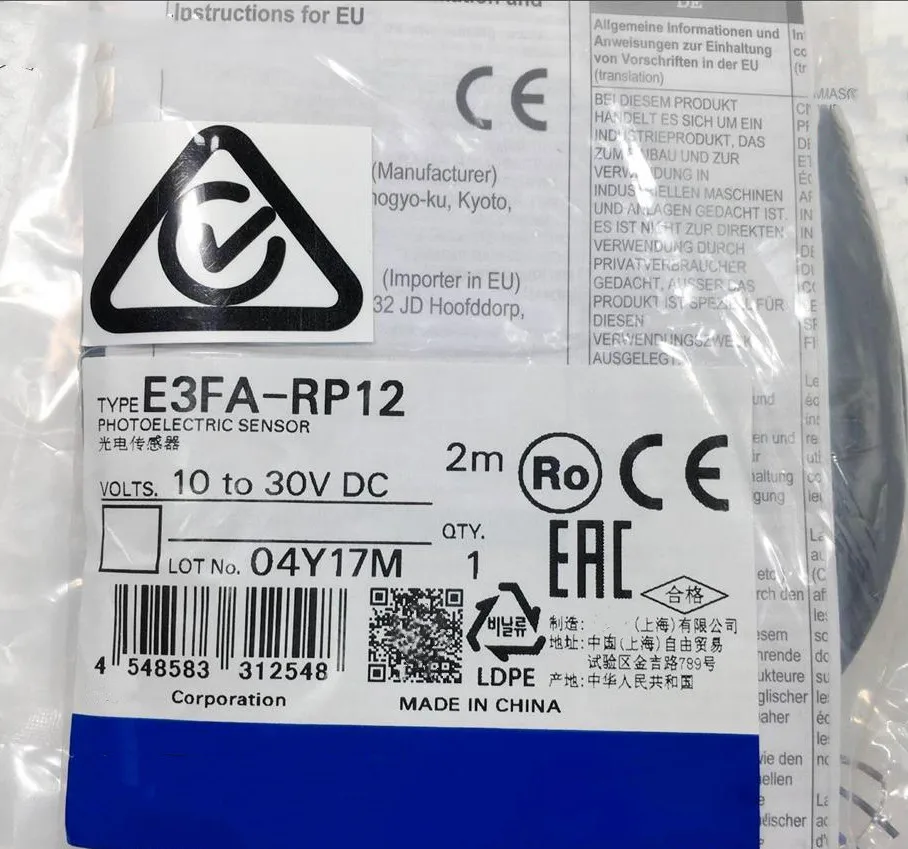 Instructions for EU
DE
Allgemeine Informationen und
Anweisungen zur Einhaltung
von Vorschriften in der EU
(translation)
CE
BEI DIESEM PRODUKT
HANDELT ES SICH UM EIN
INDUSTRIEPRODUKT, DAS
ZUM EINBAU UND ZUR
VERWENDUNG IN
INDUSTRIELLEN MASCHINEN
UND ANLAGEN GEDACHT IST.
ES IST NICHT ZUR DIREKTEN
VERWENDUNG DURCH
PRIVATVERBRAUCHER
GEDACHT, AUSSER DAS
PRODUKT IST SPEZIELL FÜR
DIESEN
VERWENDUNGSZWECK
AUSGELEGT.
(Manufacturer)
ogyo-ku, Kyoto,
(Importer in EU)
32 JD Hoofddorp,
TYPE E3FA-RP12
PHOTOELECTRIC SENSOR
光电传感器
2m
Ro
CE
VOLTS. 10 to 30V DC
QTY.
LOT No. 04Y17M
1
EAC
合格
4 548583 312548
비닐류
LDPE
制造: (上海)有限公司
地址: 中国(上海)自由贸易
试验区金吉路789号
产地: 中华人民共和国
Corporation
MADE IN CHINA